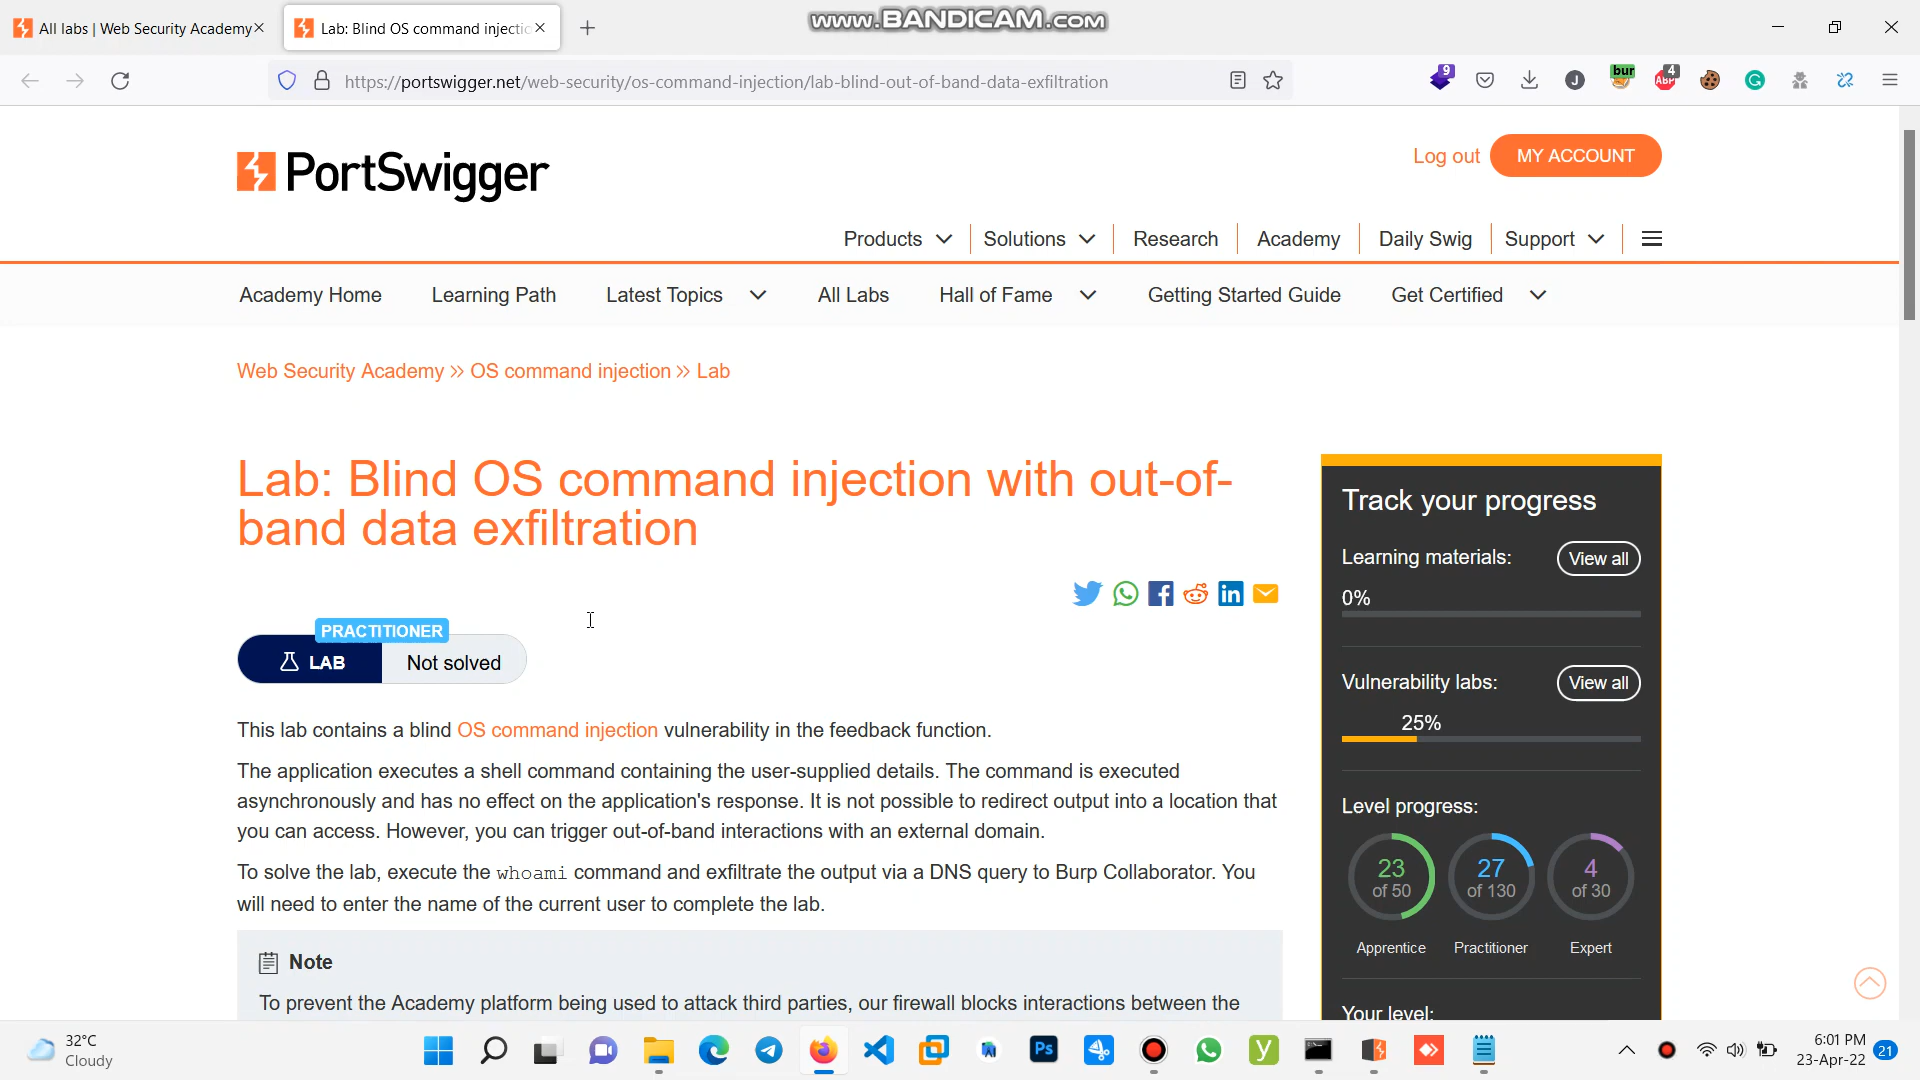 All labs | Web Security Academy
Lab: Blind OS command injectio
www.BANDICAM.com
https://portswigger.net/web-security/os-command-injection/lab-blind-out-of-band-data-exfiltration
9
J
bur
4
ABP
G
PortSwigger
Log out
MY ACCOUNT
Products
Solutions
Research
Academy
Daily Swig
Support
Academy Home
Learning Path
Latest Topics
All Labs
Hall of Fame
Getting Started Guide
Get Certified
Web Security Academy >> OS command injection >> Lab
Lab: Blind OS command injection with out-of-
band data exfiltration
PRACTITIONER
LAB
Not solved
This lab contains a blind OS command injection vulnerability in the feedback function.
The application executes a shell command containing the user-supplied details. The command is executed
asynchronously and has no effect on the application's response. It is not possible to redirect output into a location that
you can access. However, you can trigger out-of-band interactions with an external domain.
To solve the lab, execute the whoami command and exfiltrate the output via a DNS query to Burp Collaborator. You
will need to enter the name of the current user to complete the lab.
Note
To prevent the Academy platform being used to attack third parties, our firewall blocks interactions between the
Track your progress
Learning materials:
View all
0%
Vulnerability labs:
View all
25%
Level progress:
23
of 50
27
of 130
4
of 30
Apprentice
Practitioner
Expert
Your level:
32°C
Cloudy
Ps
y
6:01 PM
23-Apr-22
21